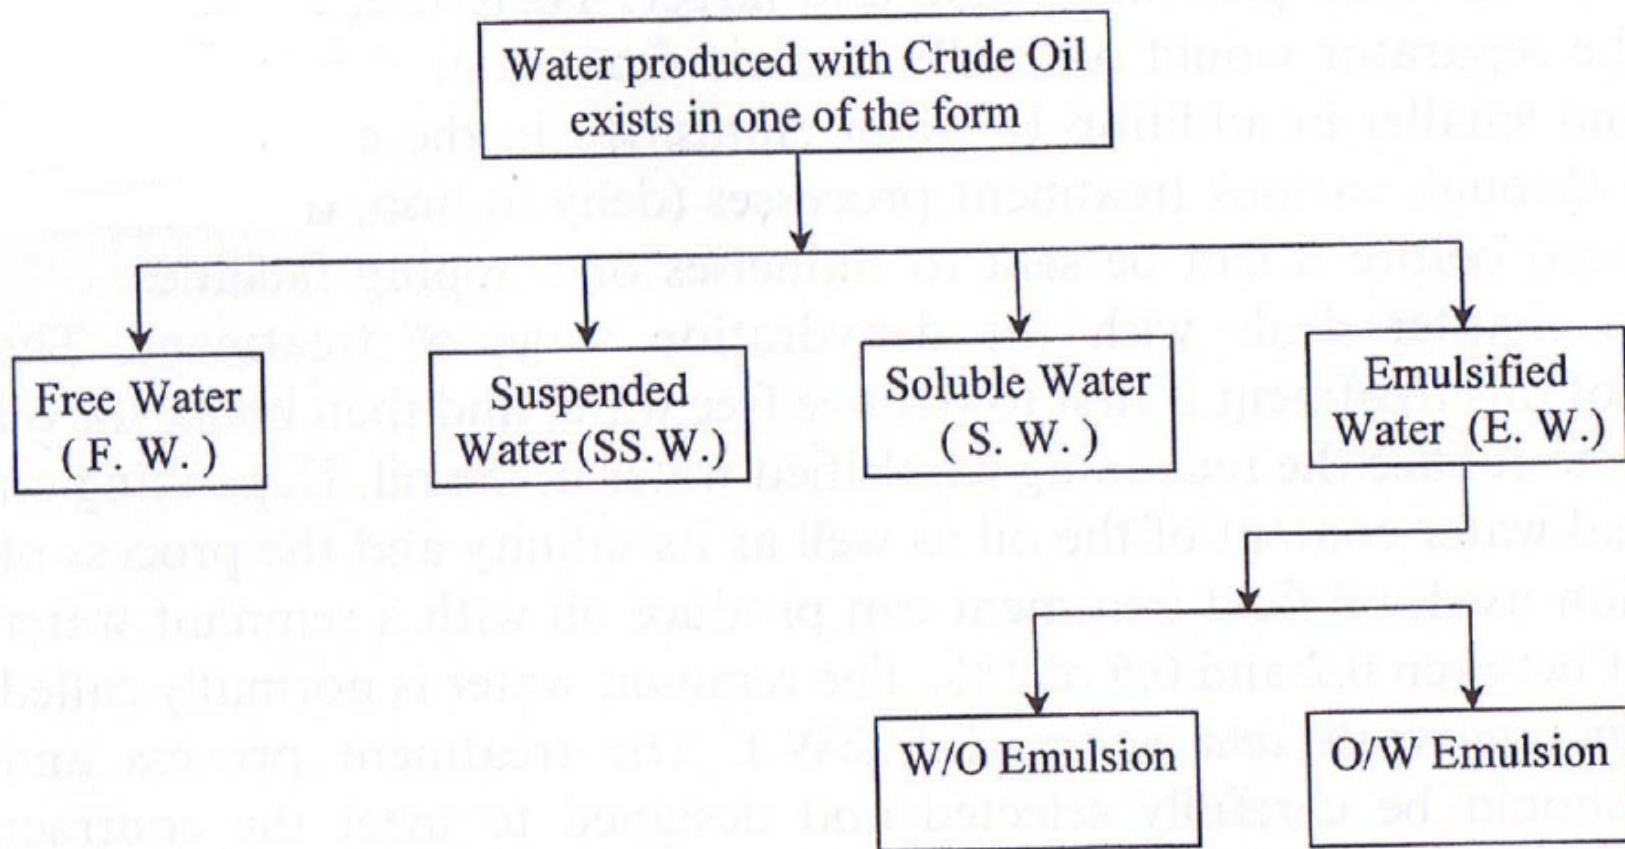 Water produced with Crude Oil
exists in one of the form
Free Water
( F. W. )
Suspended
Water (SS.W.)
Soluble Water
( S. W. )
Emulsified
Water (E. W.)
W/O Emulsion
O/W Emulsion